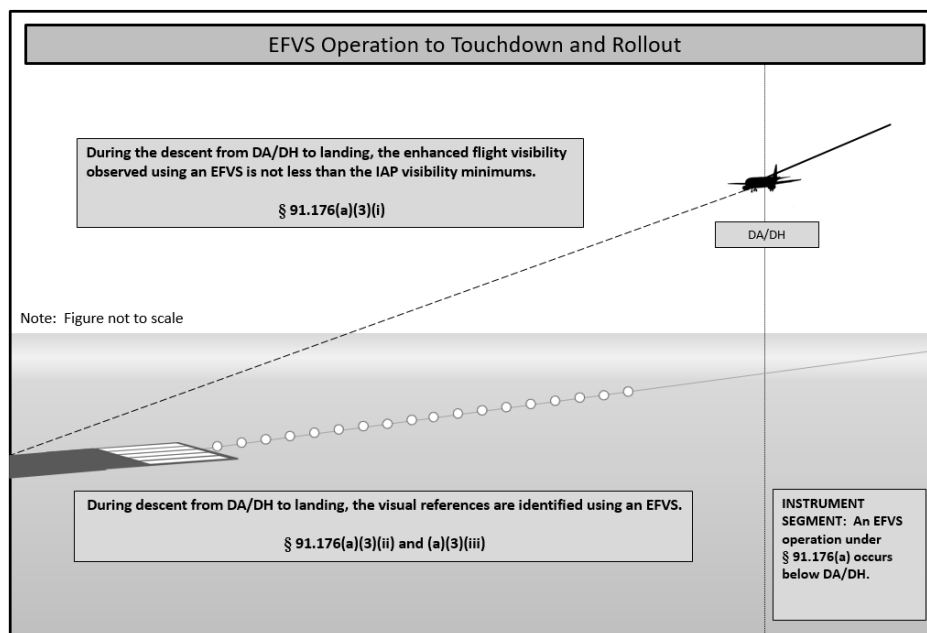 EFVS Operation to Touchdown and Rollout
During the descent from DA/DH to landing, the enhanced flight visibility
observed using an EFVS is not less than the IAP visibility minimums.
§ 91.176(a)(3)(i)
DA/DH
Note: Figure not to scale
During descent from DA/DH to landing, the visual references are identified using an EFVS.
§ 91.176(a)(3)(ii) and (a)(3)(iii)
INSTRUMENT
SEGMENT: An EFVS
operation under
§ 91.176(a) occurs
below DA/DH.